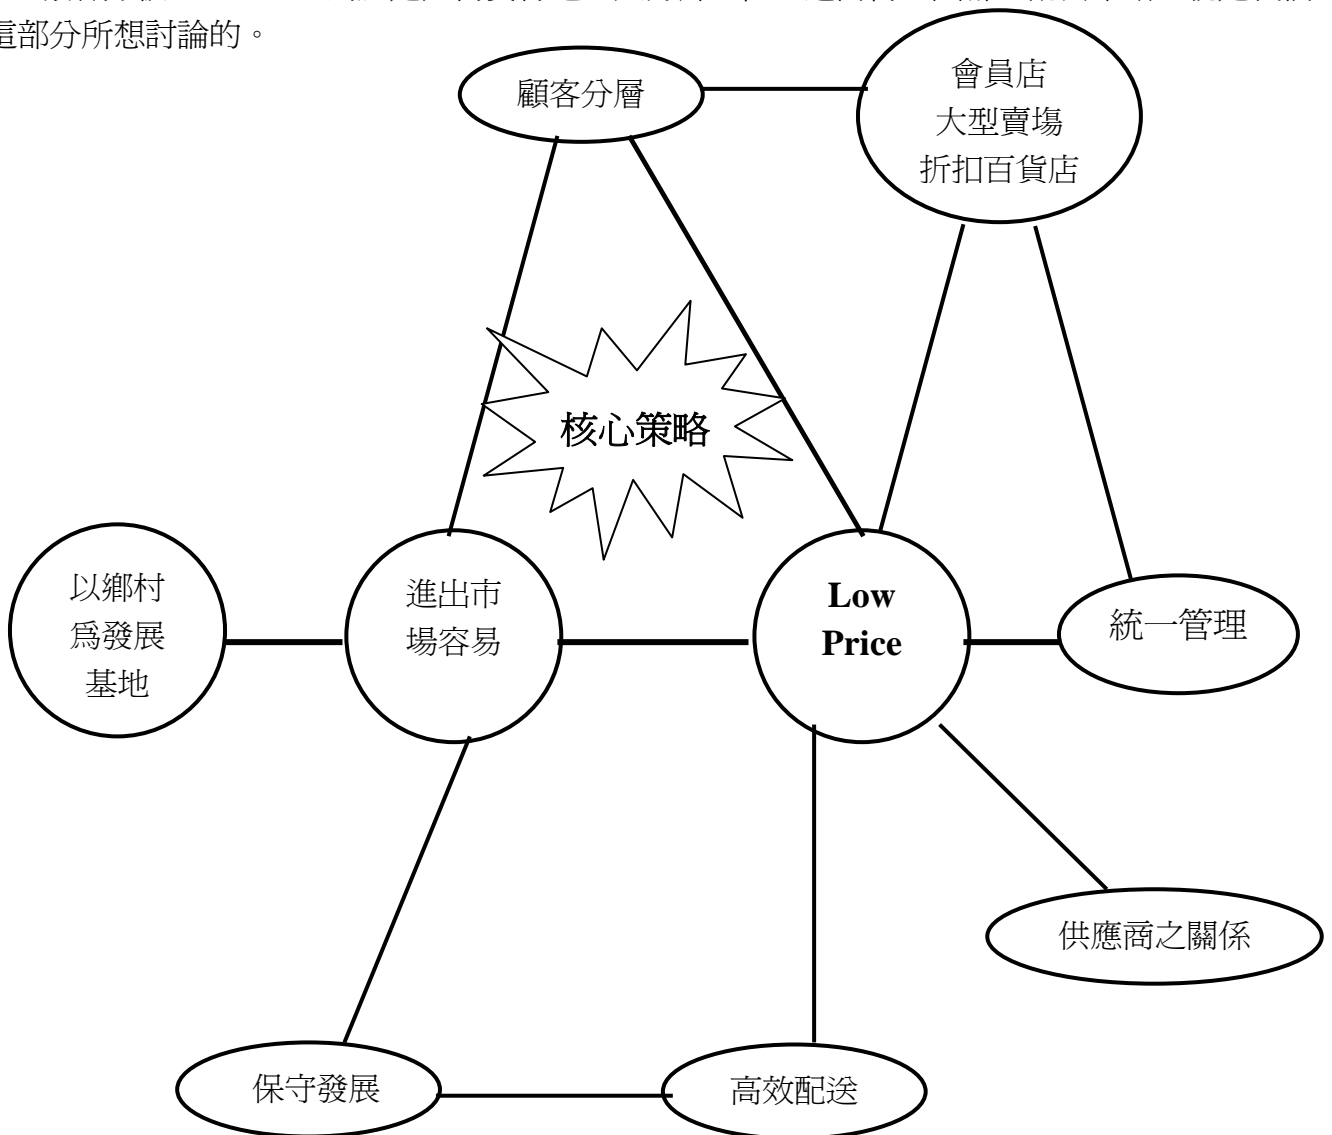 這部分所想討論的。
顧客分層
會員店
大型賣場
折扣百貨店
核心策略
以鄉村
為發展
基地
進出市
場容易
Low
Price
統一管理
供應商之關係
保守發展
高效配送